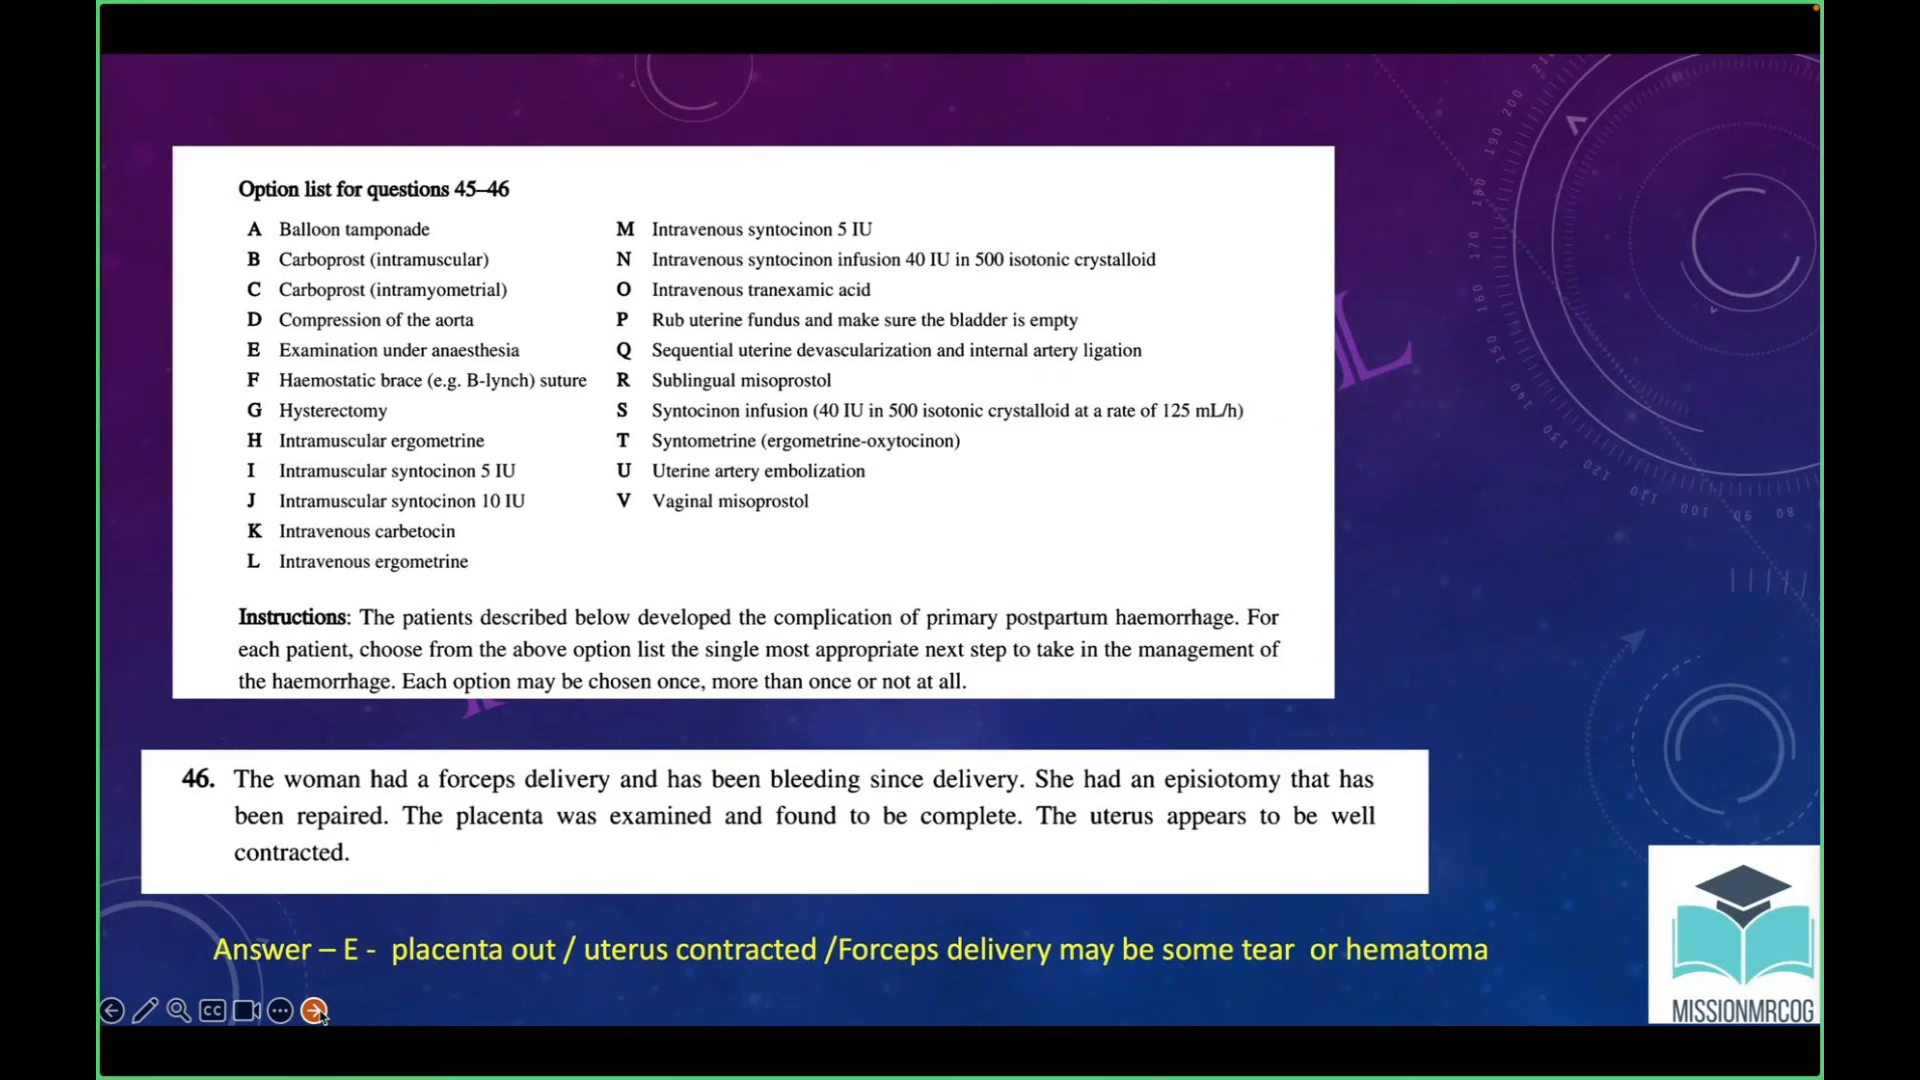 Option list for questions 45–46
A Balloon tamponade
B Carboprost (intramuscular)
C Carboprost (intramyometrial)
D Compression of the aorta
E Examination under anaesthesia
F Haemostatic brace (e.g. B-lynch) suture
G Hysterectomy
H Intramuscular ergometrine
I Intramuscular syntocinon 5 IU
J Intramuscular syntocinon 10 IU
K Intravenous carbetocin
L Intravenous ergometrine
M Intravenous syntocinon 5 IU
N Intravenous syntocinon infusion 40 IU in 500 isotonic crystalloid
O Intravenous tranexamic acid
P Rub uterine fundus and make sure the bladder is empty
Q Sequential uterine devascularization and internal artery ligation
R Sublingual misoprostol
S Syntocinon infusion (40 IU in 500 isotonic crystalloid at a rate of 125 mL/h)
T Syntometrine (ergometrine-oxytocinon)
U Uterine artery embolization
V Vaginal misoprostol
Instructions: The patients described below developed the complication of primary postpartum haemorrhage. For
each patient, choose from the above option list the single most appropriate next step to take in the management of
the haemorrhage. Each option may be chosen once, more than once or not at all.
46. The woman had a forceps delivery and has been bleeding since delivery. She had an episiotomy that has
been repaired. The placenta was examined and found to be complete. The uterus appears to be well
contracted.
Answer – E - placenta out / uterus contracted /Forceps delivery may be some tear or hematoma
CC
MISSIONMRCOG